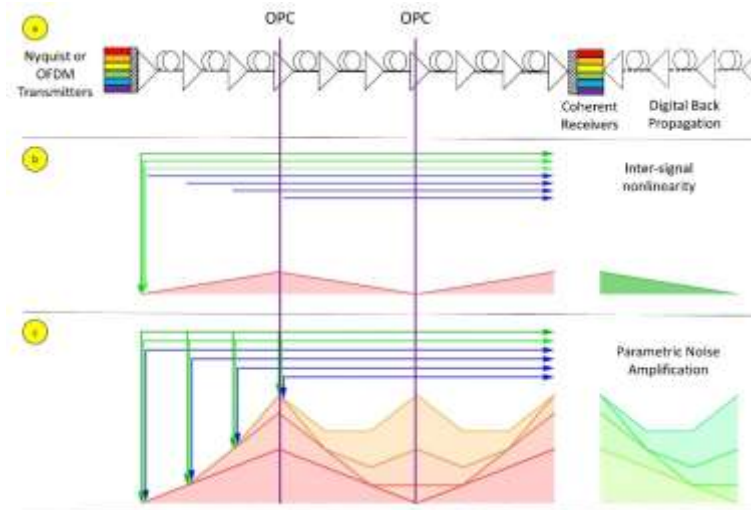 OPC OPC
a
Nyquist or
OFDM
Transmitters
Coherent
Receivers
Digital Back
Propagation
b
Inter-signal
nonlinearity
c
Parametric Noise
Amplification